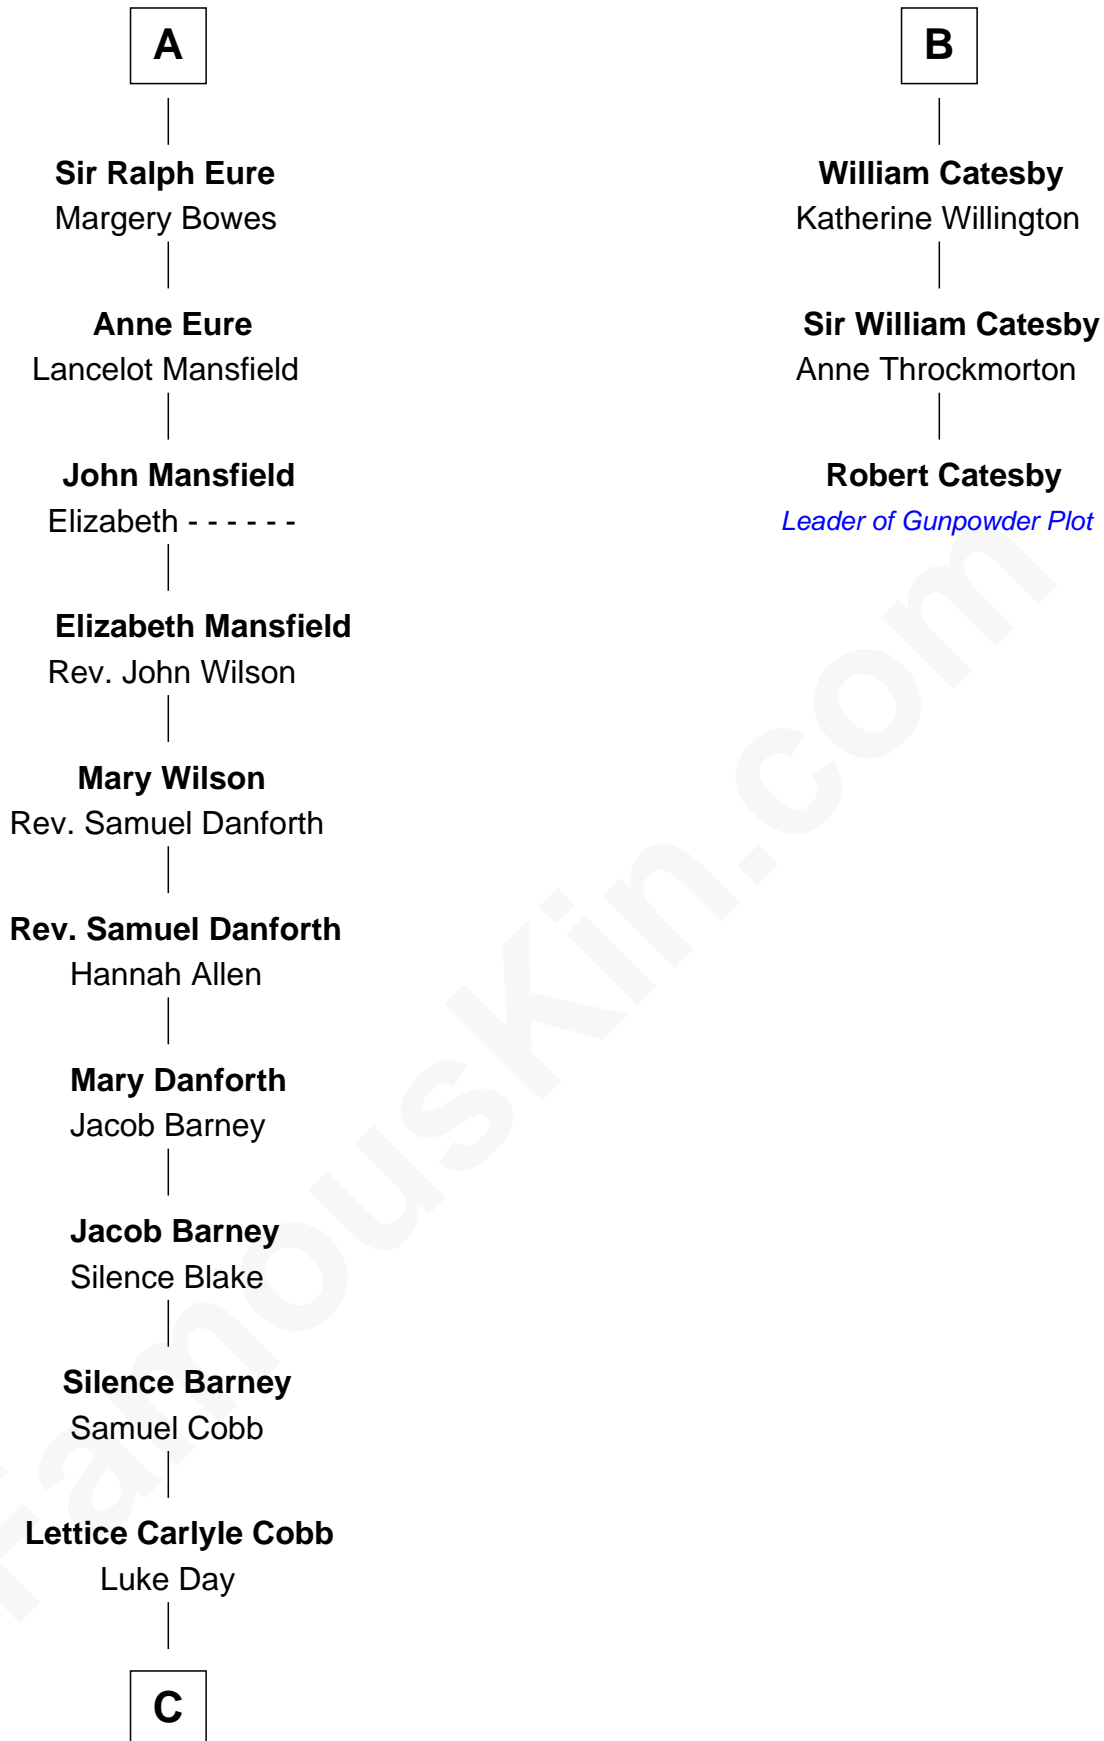 A
Sir Ralph Eure
Margery Bowes
Anne Eure
Lancelot Mansfield
John Mansfield
Elizabeth - - - - - -
Elizabeth Mansfield
Rev. John Wilson
Mary Wilson
Rev. Samuel Danforth
Rev. Samuel Danforth
Hannah Allen
Mary Danforth
Jacob Barney
Jacob Barney
Silence Blake
Silence Barney
Samuel Cobb
Lettice Carlyle Cobb
Luke Day
C
B
William Catesby
Katherine Willington
Sir William Catesby
Anne Throckmorton
Robert Catesby
Leader of Gunpowder Plot
FamousKin.com